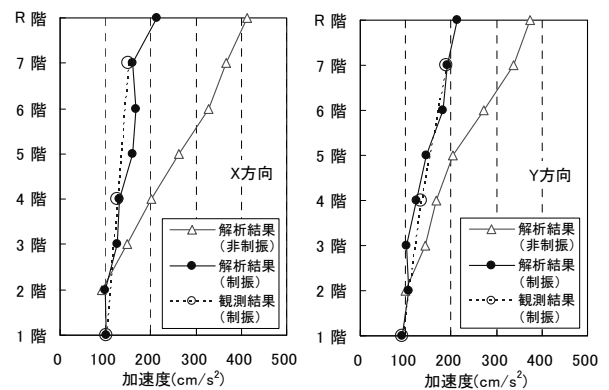 R 階
7 階
6 階
5 階
4 階
3 階
2 階
1 階
X方向
解析結果
(非制振)
解析結果
(制振)
観測結果
(制振)
0 100 200 300 400 500
加速度(cm/s²)
R 階
7 階
6 階
5 階
4 階
3 階
2 階
1 階
Y方向
解析結果
(非制振)
解析結果
(制振)
観測結果
(制振)
0 100 200 300 400 500
加速度(cm/s²)